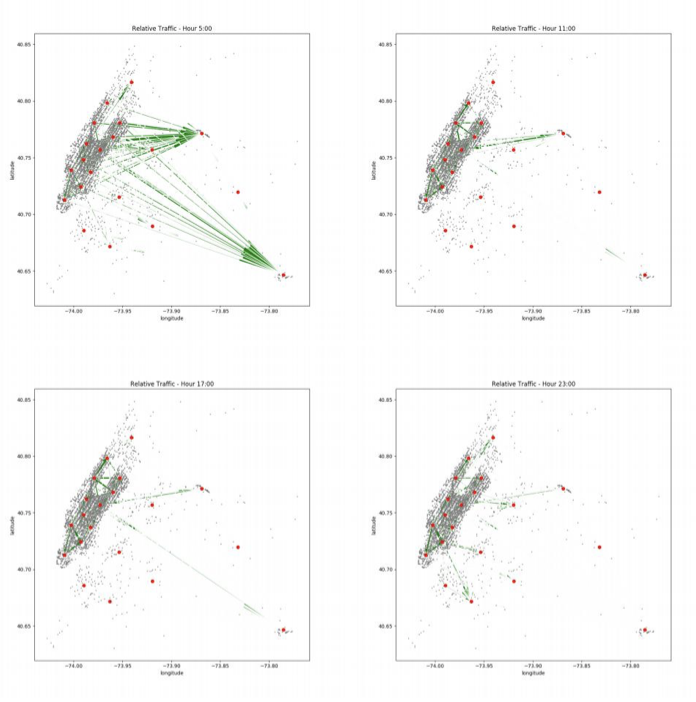 Relative Traffic - Hour 5:00
40.85
40.80
40.75
40.70
40.65
latitude
−74.00 −73.95 −73.90 −73.85 −73.80
longitude
Relative Traffic - Hour 11:00
40.85
40.80
40.75
40.70
40.65
latitude
−74.00 −73.95 −73.90 −73.85 −73.80
longitude
Relative Traffic - Hour 17:00
40.85
40.80
40.75
40.70
40.65
latitude
−74.00 −73.95 −73.90 −73.85 −73.80
longitude
Relative Traffic - Hour 23:00
40.85
40.80
40.75
40.70
40.65
latitude
−74.00 −73.95 −73.90 −73.85 −73.80
longitude